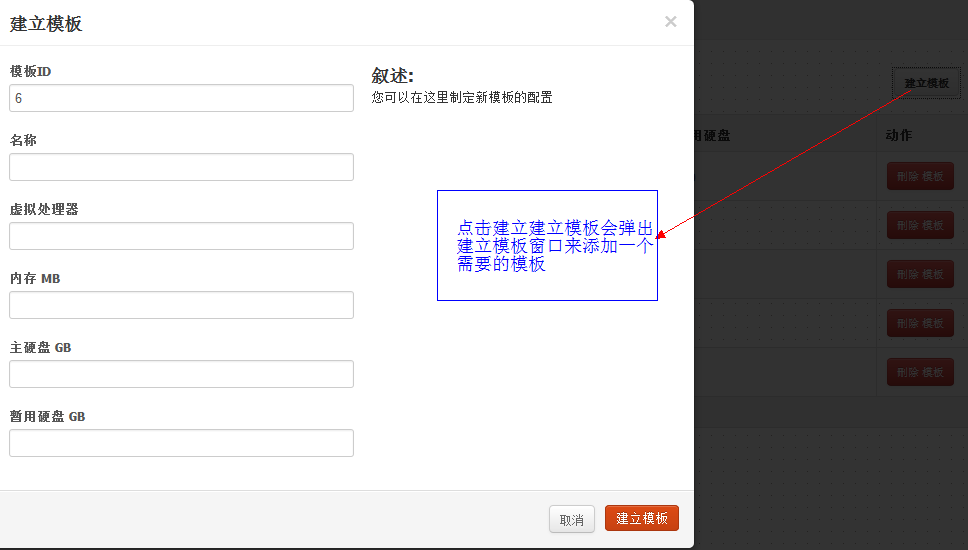 建立模板
×
模板ID
6
叙述:
您可以在这里制定新模板的配置
建立模板
名称
用硬盘
动作
虚拟处理器
点击建立建立模板会弹出
建立模板窗口来添加一个
需要的模板
内存 MB
主硬盘 GB
暂用硬盘 GB
删除 模板
删除 模板
删除 模板
删除 模板
删除 模板
取消
建立模板